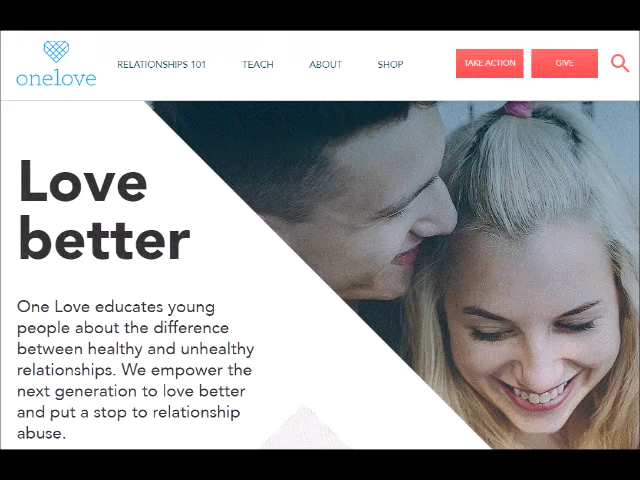 onelove
RELATIONSHIPS 101
TEACH
ABOUT
SHOP
TAKE ACTION
GIVE
Love
better
One Love educates young
people about the difference
between healthy and unhealthy
relationships. We empower the
next generation to love better
and put a stop to relationship
abuse.